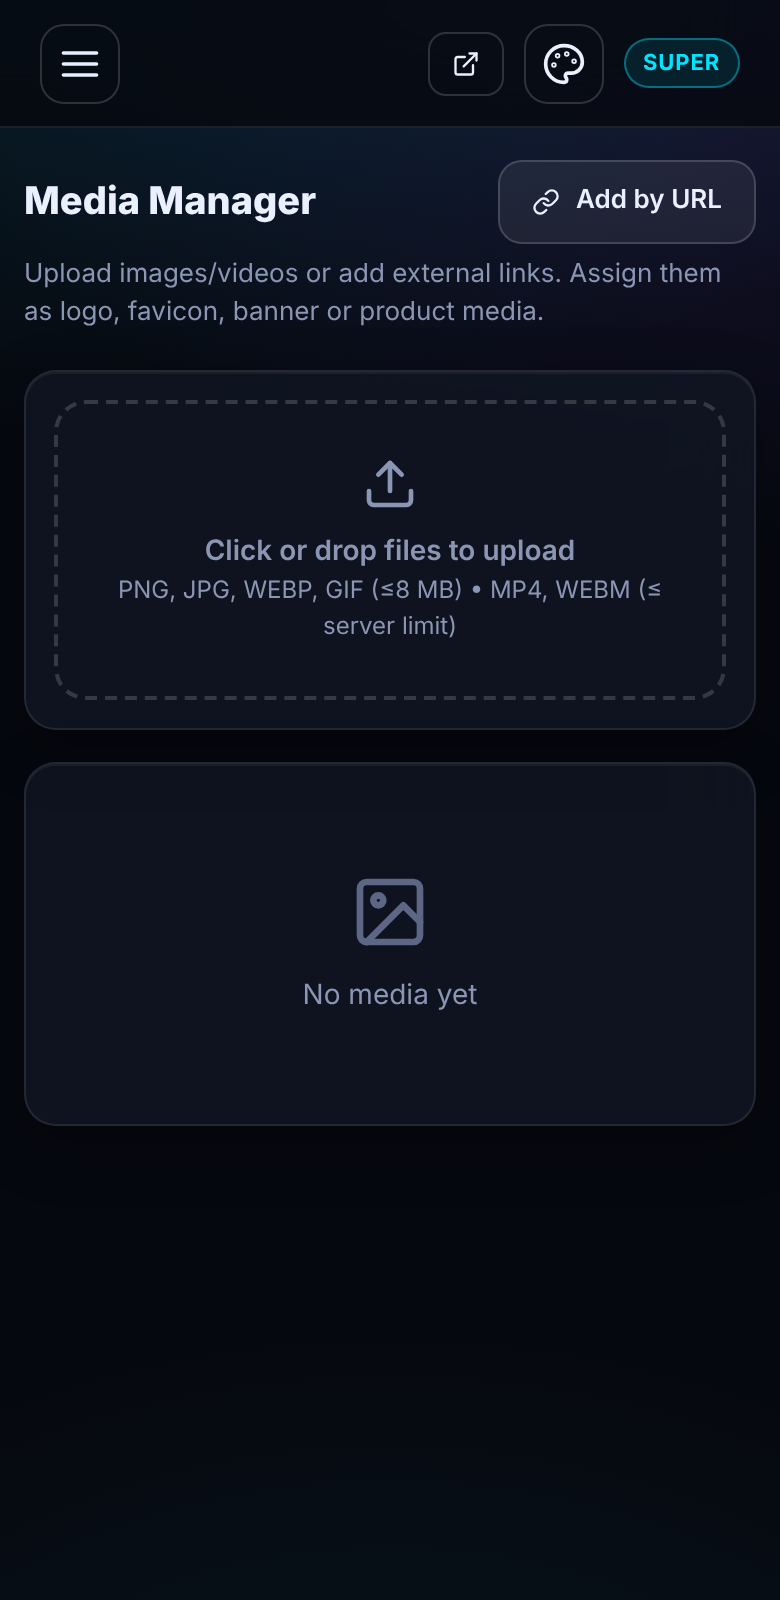 SUPER
Media Manager
Add by URL
Upload images/videos or add external links. Assign them
as logo, favicon, banner or product media.
Click or drop files to upload
PNG, JPG, WEBP, GIF (≤8 MB) • MP4, WEBM (≤
server limit)
No media yet